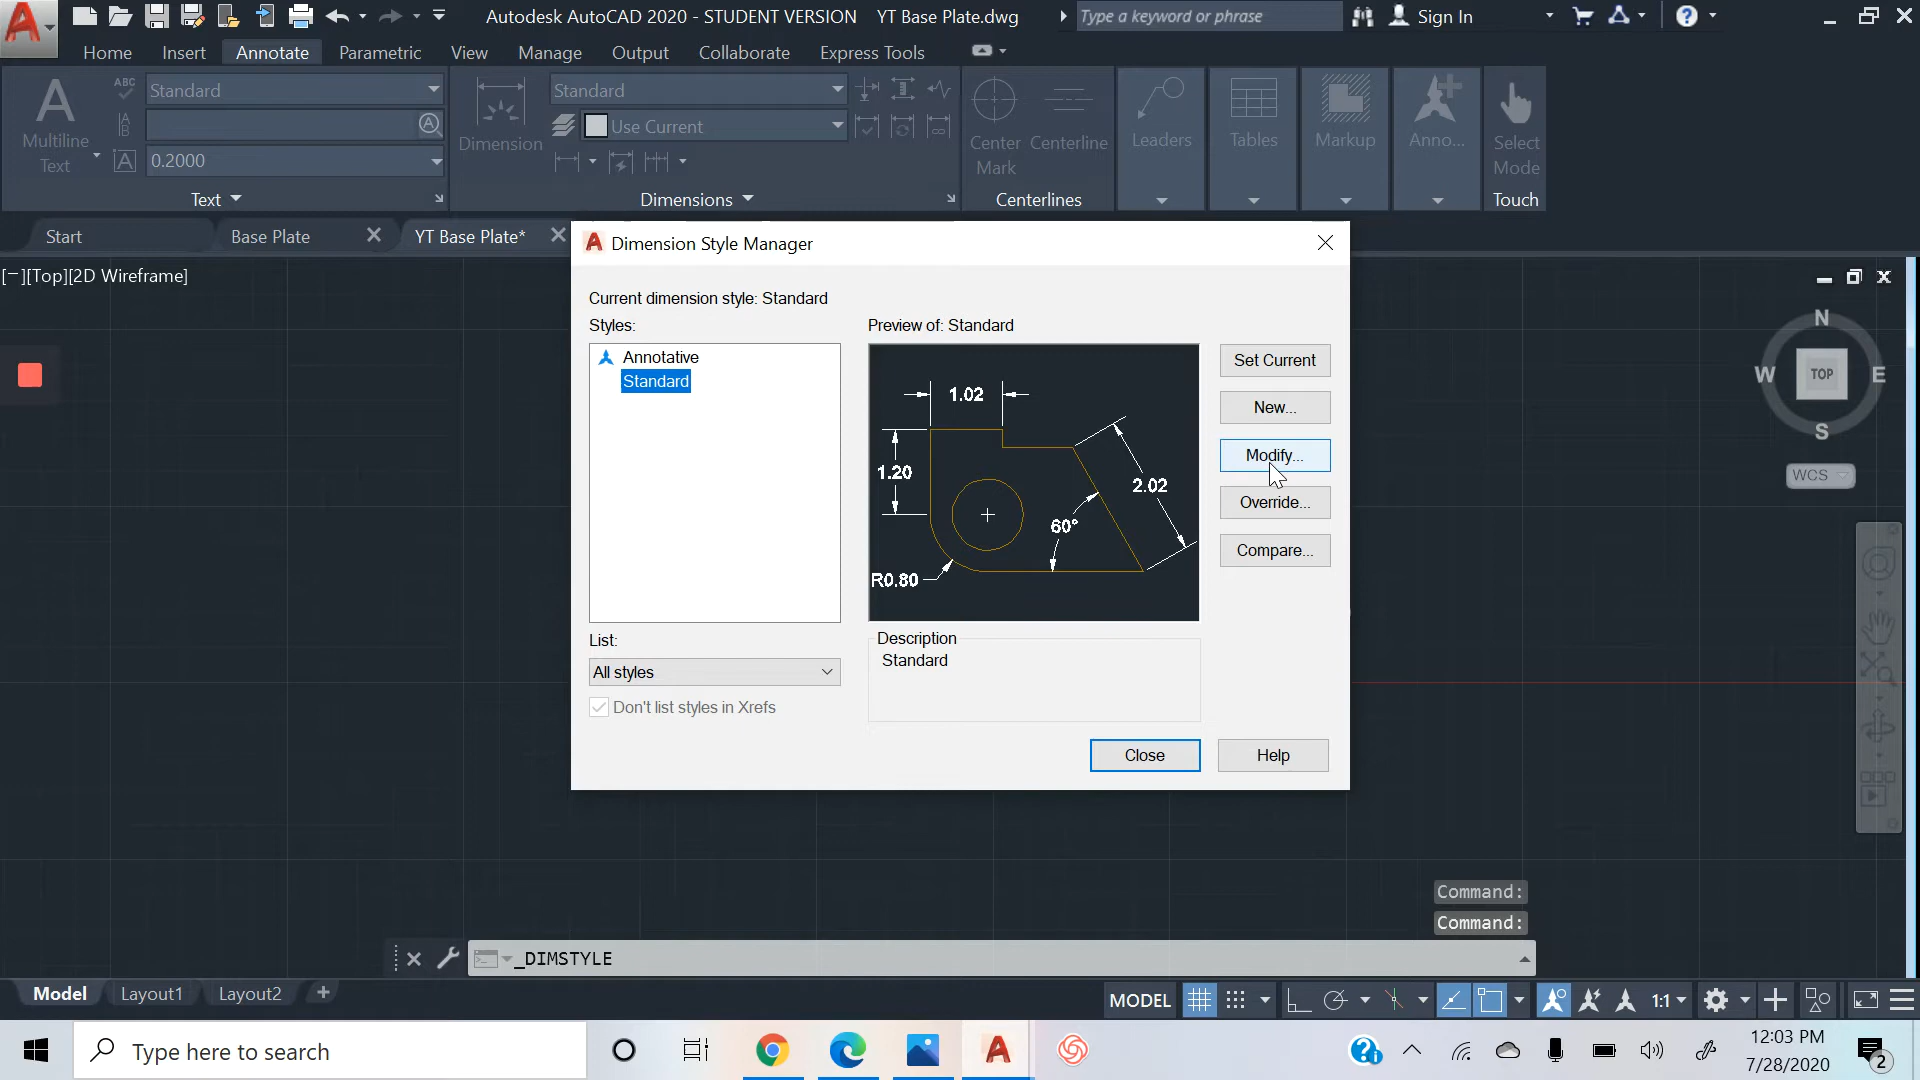 Autodesk AutoCAD 2020 - STUDENT VERSION YT Base Plate.dwg
Type a keyword or phrase
Sign In
Home Insert Annotate Parametric View Manage Output Collaborate Express Tools
Multiline Text
ABC
Standard
0.2000
Text
Dimension
Standard
Use Current
Dimensions
Center Mark
Centerline
Centerlines
Leaders
Tables
Markup
Anno...
Select Mode
Touch
Start
Base Plate
YT Base Plate*
[−][Top][2D Wireframe]
Dimension Style Manager
Current dimension style: Standard
Styles:
Annotative
Standard
Preview of: Standard
1.02
1.20
2.02
60°
R0.80
Set Current
New...
Modify...
Override...
Compare...
List:
All styles
Don't list styles in Xrefs
Description
Standard
Close
Help
N
W
TOP
E
S
WCS
Command:
Command:
_DIMSTYLE
Model Layout1 Layout2
MODEL
1:1
Type here to search
12:03 PM
7/28/2020
2